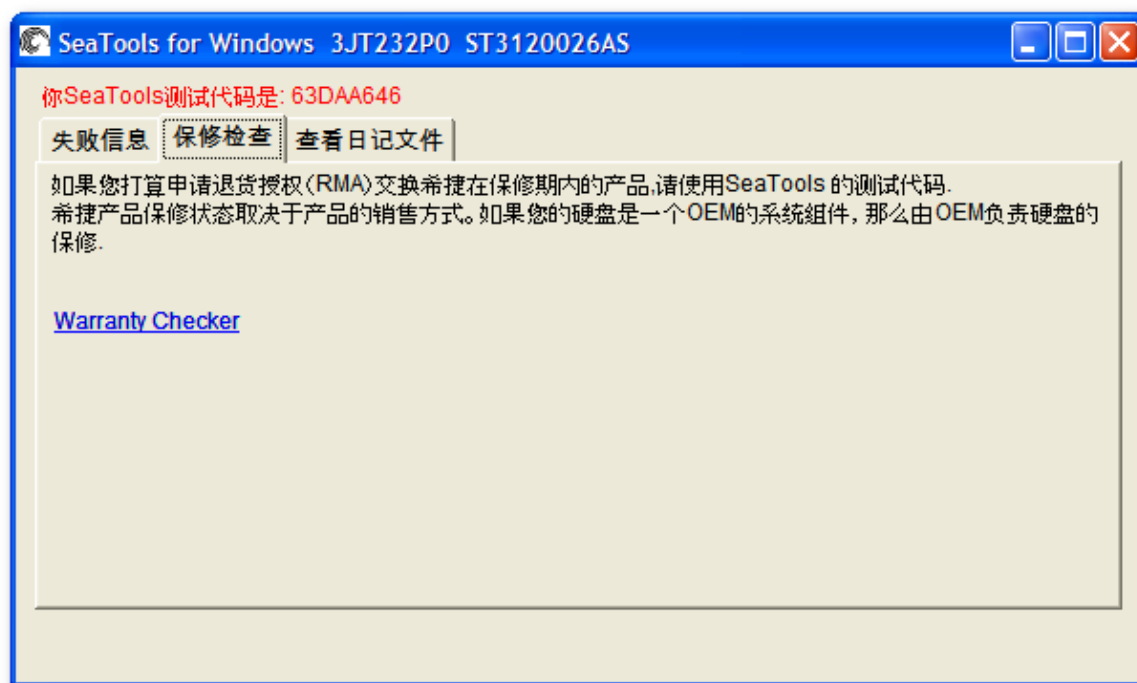 SeaTools for Windows 3JT232P0 ST3120026AS
你SeaTools测试代码是: 63DAA646
失败信息 保修检查 查看日记文件
如果您打算申请退货授权(RMA)交换希捷在保修期内的产品,请使用SeaTools 的测试代码.
希捷产品保修状态取决于产品的销售方式。如果您的硬盘是一个OEM的系统组件, 那么由OEM负责硬盘的
保修.
Warranty Checker